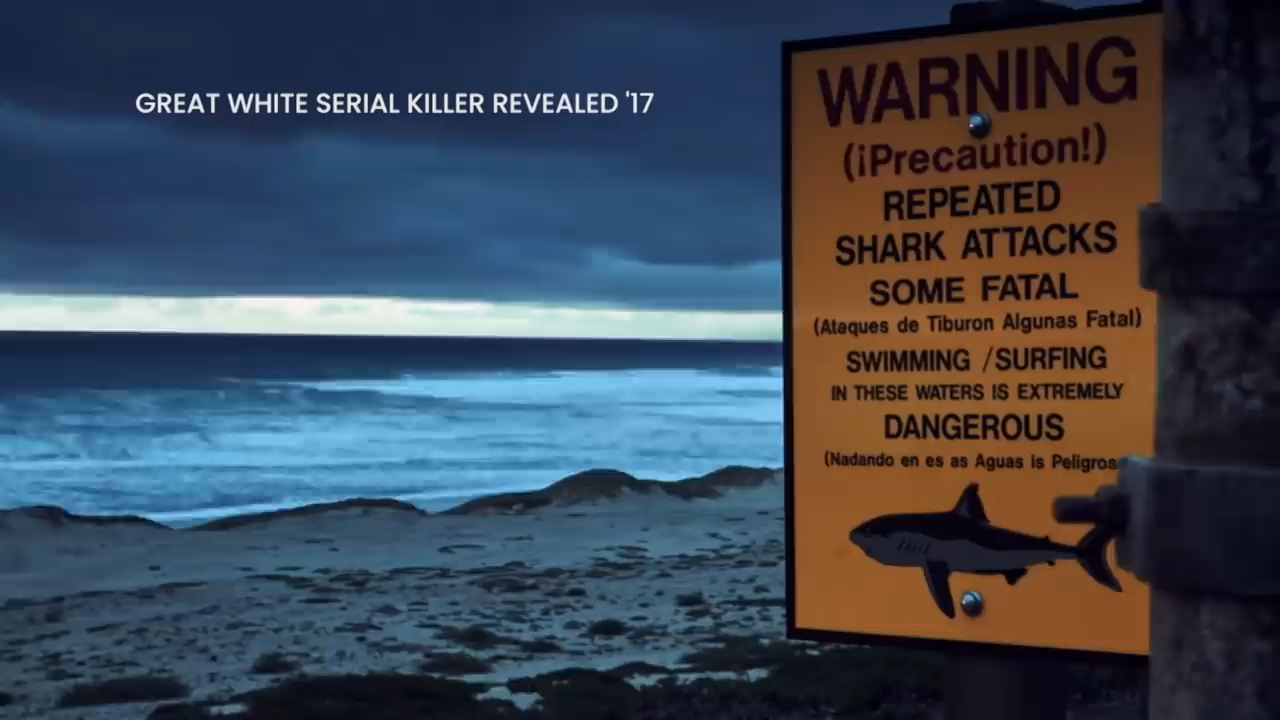 GREAT WHITE SERIAL KILLER REVEALED '17
WARNING
(¡Precaution!)
REPEATED
SHARK ATTACKS
SOME FATAL
(Ataques de Tiburon Algunas Fatal)
SWIMMING /SURFING
IN THESE WATERS IS EXTREMELY
DANGEROUS
(Nadando en es as Aguas is Peligros